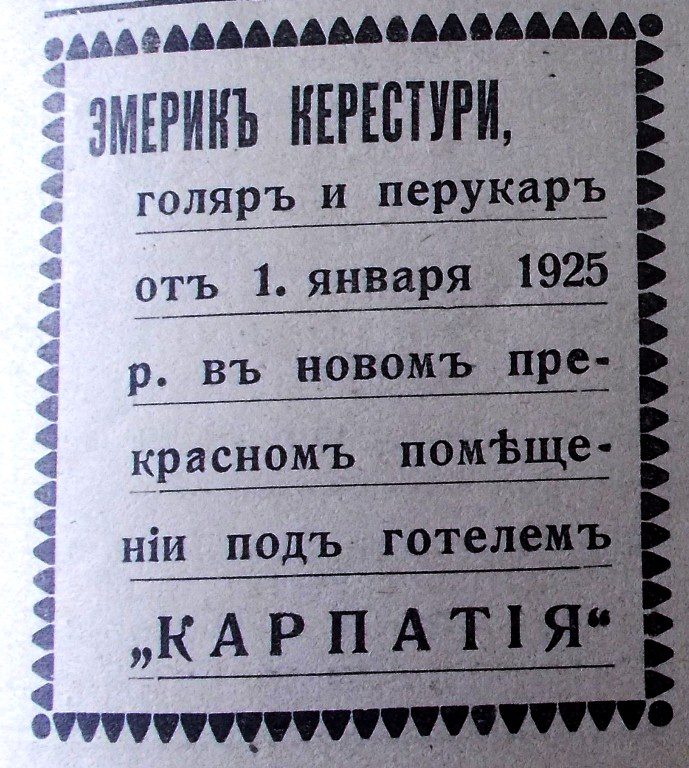 ЭМЕРИКЪ КЕРЕСТУРИ,
голяръ и перукаръ
отъ 1. января 1925
р. въ новомъ пре-
красномъ помѣще-
нiи подъ готелемъ
„КАРПАТIЯ“